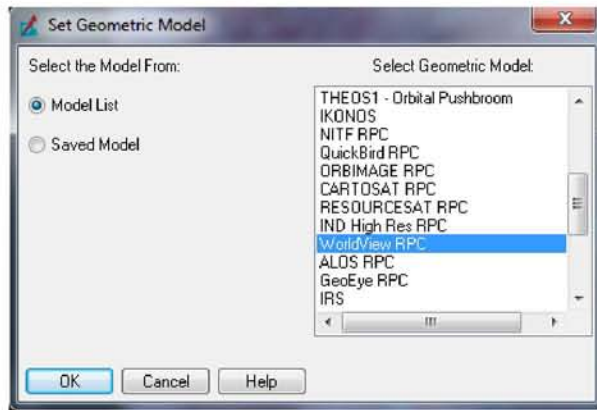 Set Geometric Model
Select the Model From:
Model List
Saved Model
Select Geometric Model:
THEOS1 - Orbital Pushbroom
IKONOS
NITF RPC
QuickBird RPC
ORBIMAGE RPC
CARTOSAT RPC
RESOURCESAT RPC
IND High Res RPC
WorldView RPC
ALOS RPC
GeoEye RPC
IRS
OK
Cancel
Help